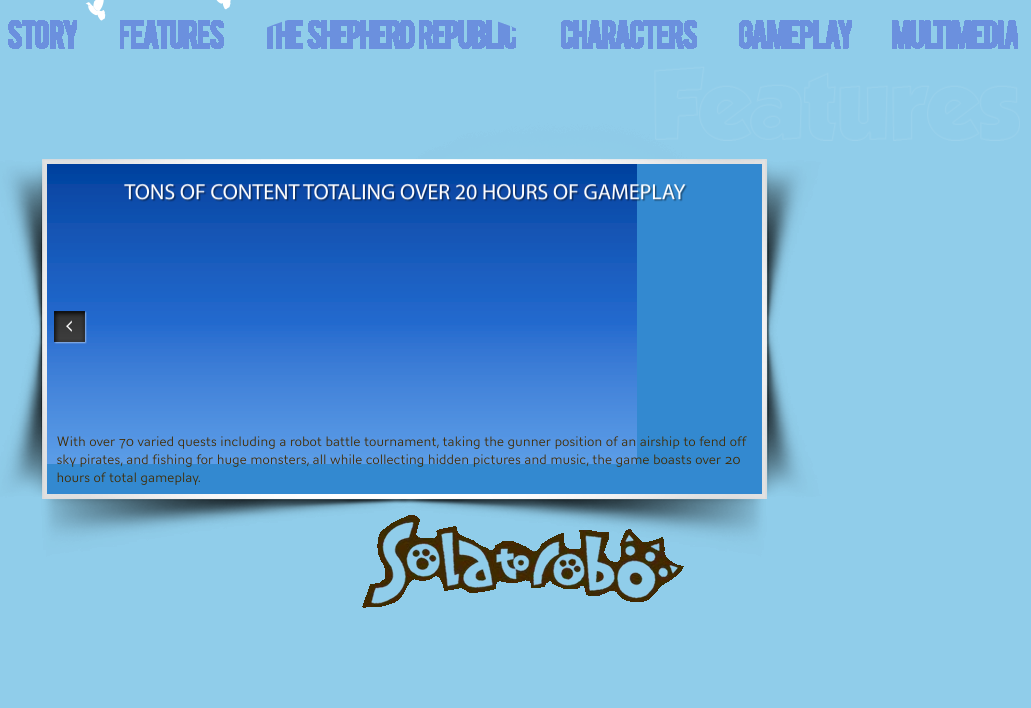 STORY FEATURES THE SHEPHERD REPUBLIC CHARACTERS GAMEPLAY MULTIMEDIA
Features
TONS OF CONTENT TOTALING OVER 20 HOURS OF GAMEPLAY
With over 70 varied quests including a robot battle tournament, taking the gunner position of an airship to fend off
sky pirates, and fishing for huge monsters, all while collecting hidden pictures and music, the game boasts over 20
hours of total gameplay.
Solatorobo